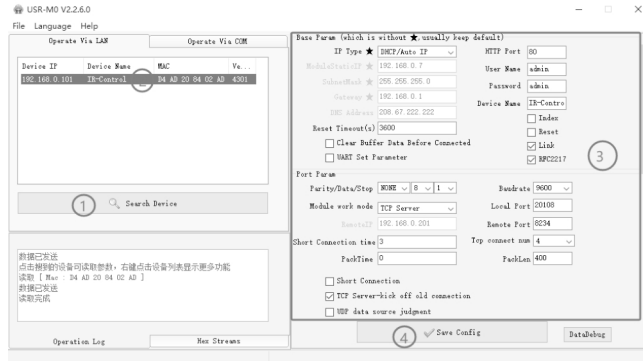 USR-M0 V2.2.6.0
File Language Help
Operate Via LAN
Operate Via COM
Device IP Device Name MAC Ve...
192.168.0.101 IR-Control D4 AD 20 84 02 AD 4301
2
1
Search Device
数据已发送
点击搜到的设备可读取参数，右键点击设备列表显示更多功能
读取 [ Mac : D4 AD 20 84 02 AD ]
数据已发送
读取完成
Operation Log
Hex Streams
Base Param (which is without ★, usually keep default)
IP Type ★ DHCP/Auto IP
HTTP Port 80
ModuleStaticIP ★ 192.168.0.7
User Name admin
SubnetMask ★ 255.255.255.0
Password admin
Gateway ★ 192.168.0.1
Device Name IR-Contro
DNS Address 208.67.222.222
Index
Reset Timeout(s) 3600
Reset
Clear Buffer Data Before Connected
Link
UART Set Parameter
RFC2217
3
Port Param
Parity/Data/Stop NONE 8 1
Baudrate 9600
Module work mode TCP Server
Local Port 20108
RemoteIP 192.168.0.201
Remote Port 8234
Short Connection time 3
Tcp connect num 4
PackTime 0
PackLen 400
Short Connection
TCP Server-kick off old connection
UDP data source judgment
4
Save Config
DataDebug